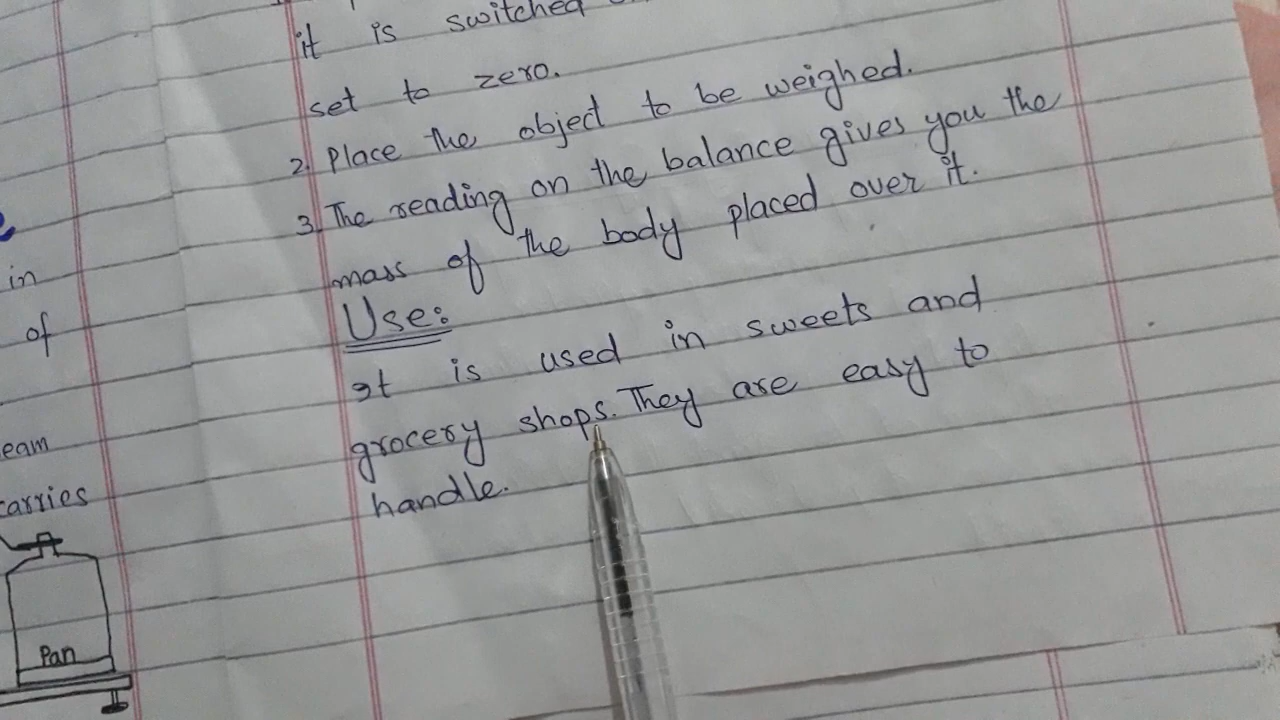 it is switched
set to zero.
2. Place the object to be weighed.
3. The reading on the balance gives you the
mass of the body placed over it.
Use:
It is used in sweets and
grocery shops. They are easy to
handle.
in
of
eam
carries
Pan